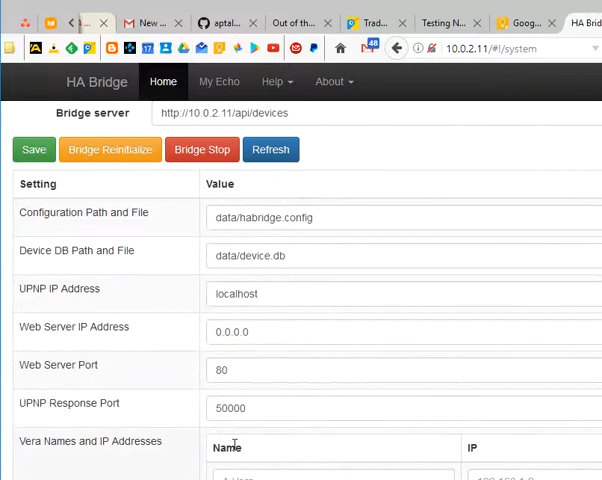 New ...
aptal...
Out of th...
Trad...
Testing N...
Goog...
HA Brid
48
17
10.0.2.11/#!/system
HA Bridge Home My Echo Help About
Bridge server http://10.0.2.11/api/devices
Save Bridge Reinitialize Bridge Stop Refresh
Setting Value
Configuration Path and File data/habridge.config
Device DB Path and File data/device.db
UPNP IP Address localhost
Web Server IP Address 0.0.0.0
Web Server Port 80
UPNP Response Port 50000
Vera Names and IP Addresses Name IP